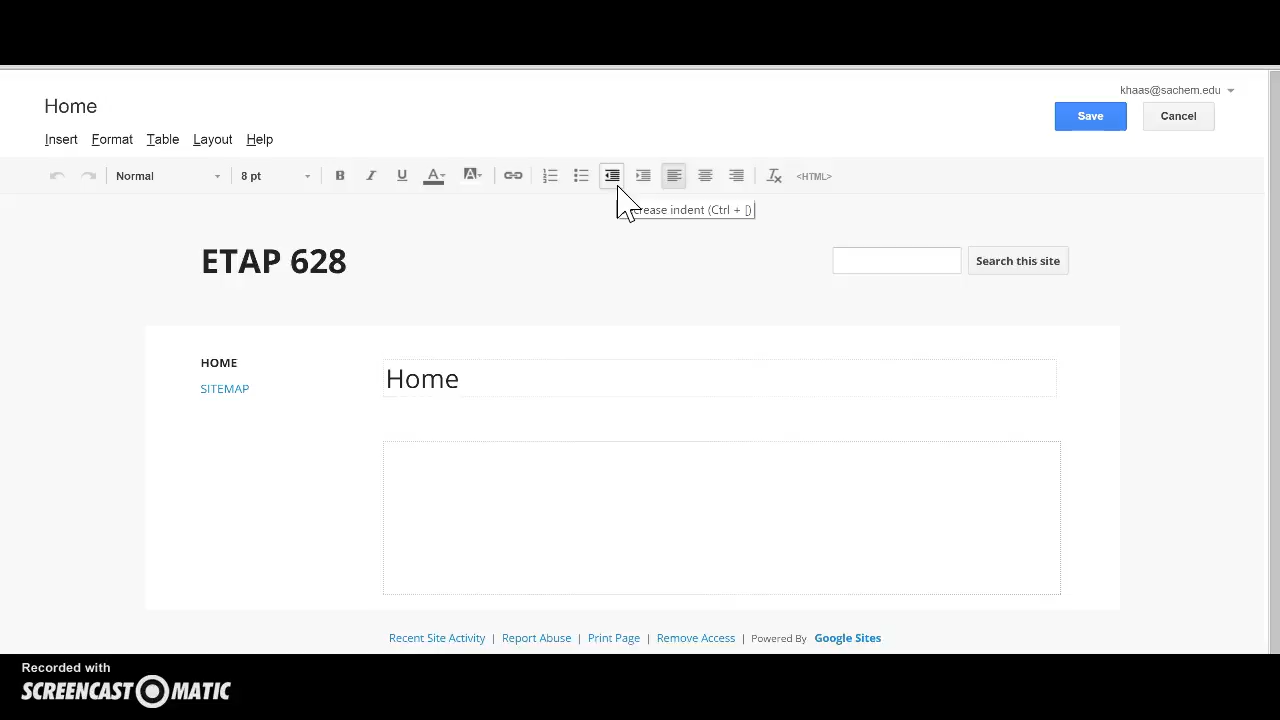 khaas@sachem.edu
Home
Save Cancel
Insert Format Table Layout Help
Normal 8 pt B I U A A <HTML>
indent (Ctrl + [)
ETAP 628
Search this site
HOME
SITEMAP
Home
Recent Site Activity | Report Abuse | Print Page | Remove Access | Powered By Google Sites
Recorded with
SCREENCAST MATIC